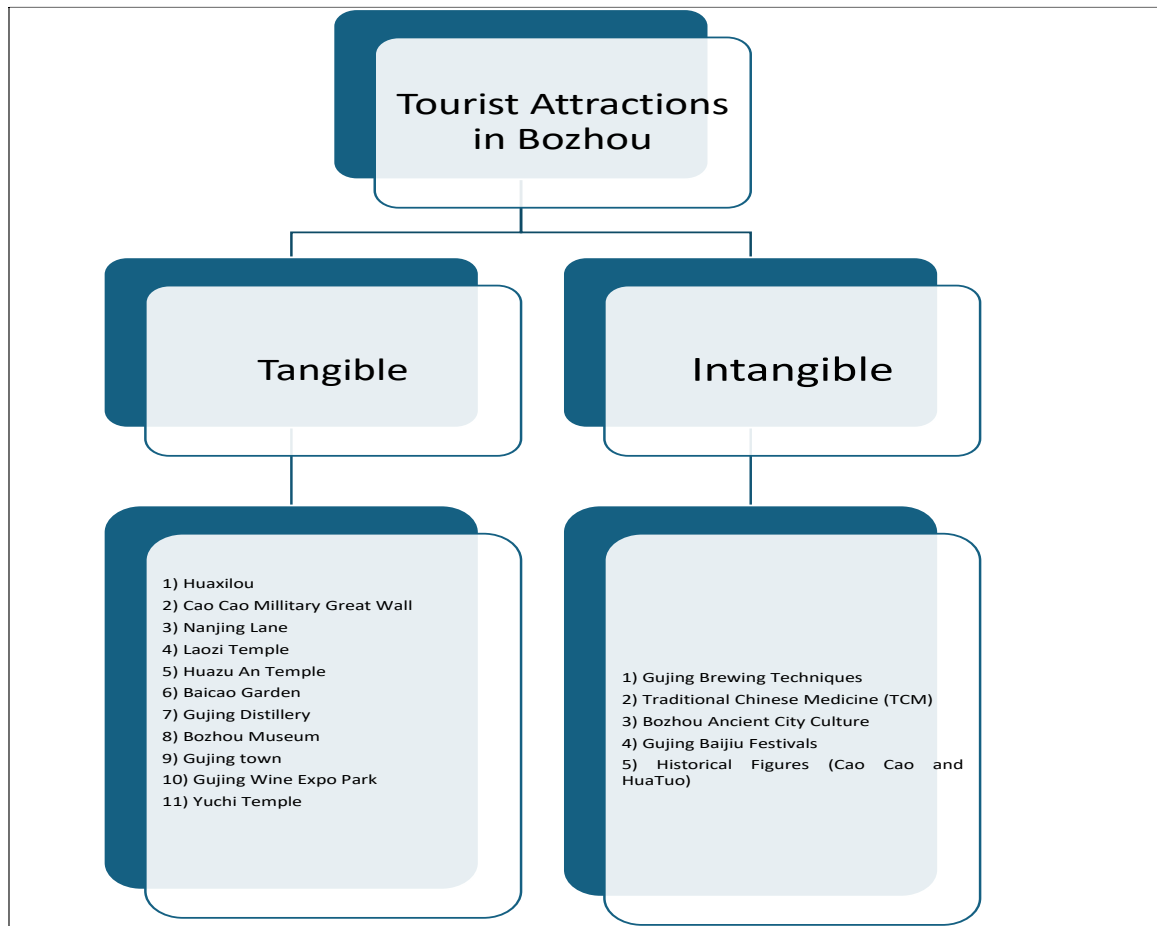 Tourist Attractions
in Bozhou
Tangible
Intangible
1) Huaxilou
2) Cao Cao Millitary Great Wall
3) Nanjing Lane
4) Laozi Temple
5) Huazu An Temple
6) Baicao Garden
7) Gujing Distillery
8) Bozhou Museum
9) Gujing town
10) Gujing Wine Expo Park
11) Yuchi Temple
1) Gujing Brewing Techniques
2) Traditional Chinese Medicine (TCM)
3) Bozhou Ancient City Culture
4) Gujing Baijiu Festivals
5) Historical Figures (Cao Cao and
HuaTuo)